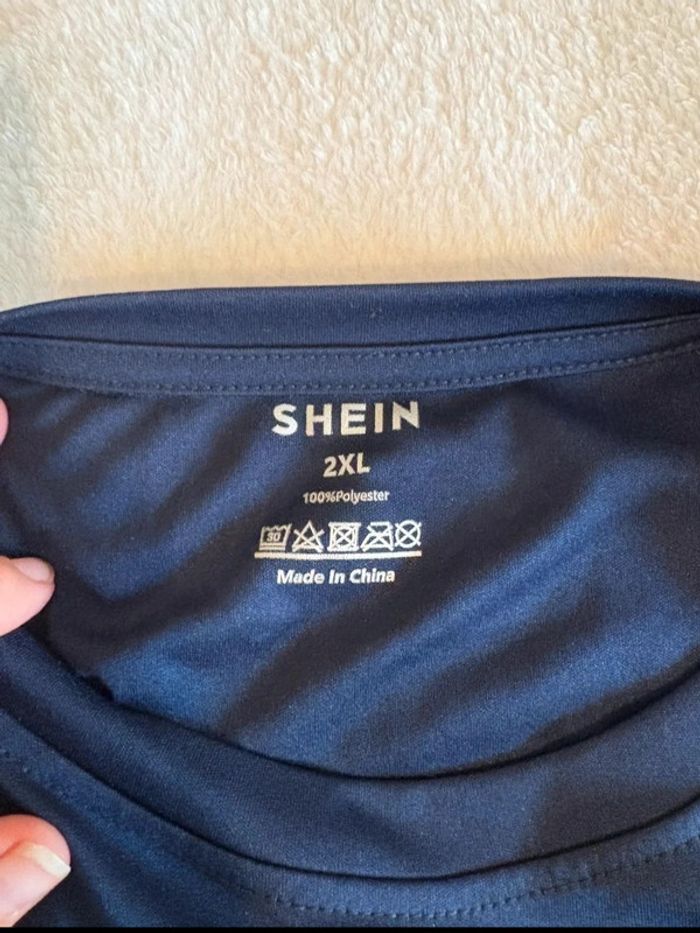 SHEIN
2XL
100%Polyester
30
Made In China